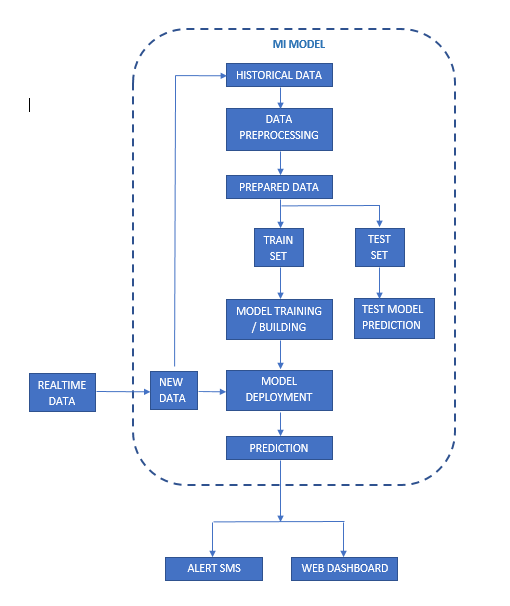 MI MODEL
HISTORICAL DATA
DATA
PREPROCESSING
PREPARED DATA
TRAIN
SET
TEST
SET
MODEL TRAINING
/ BUILDING
TEST MODEL
PREDICTION
REALTIME
DATA
NEW
DATA
MODEL
DEPLOYMENT
PREDICTION
ALERT SMS
WEB DASHBOARD